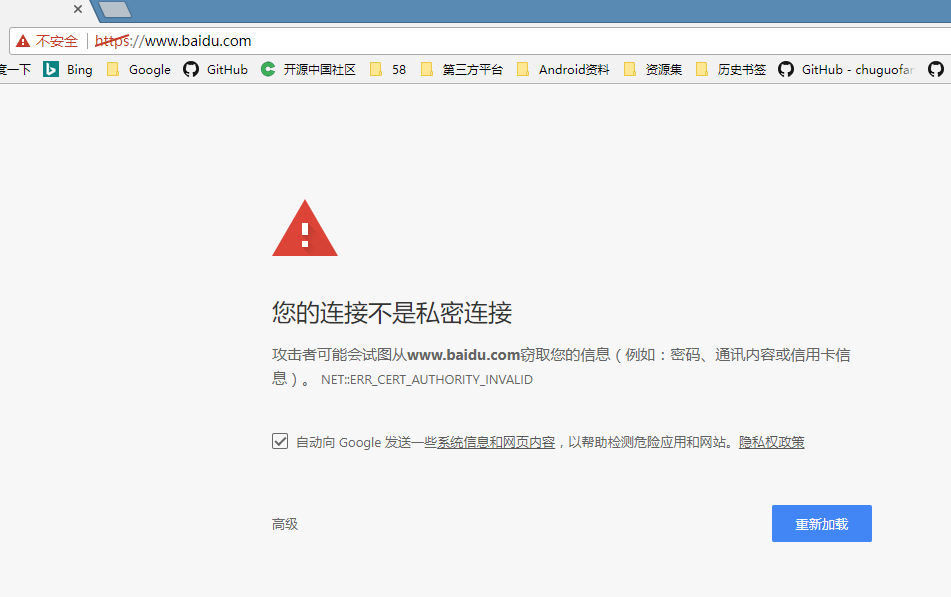 不安全 https://www.baidu.com
度一下 Bing Google GitHub 开源中国社区 58 第三方平台 Android资料 资源集 历史书签 GitHub - chuguofan
您的连接不是私密连接
攻击者可能会试图从www.baidu.com窃取您的信息（例如：密码、通讯内容或信用卡信
息）。 NET::ERR_CERT_AUTHORITY_INVALID
自动向 Google 发送一些系统信息和网页内容，以帮助检测危险应用和网站。隐私权政策
高级 重新加载